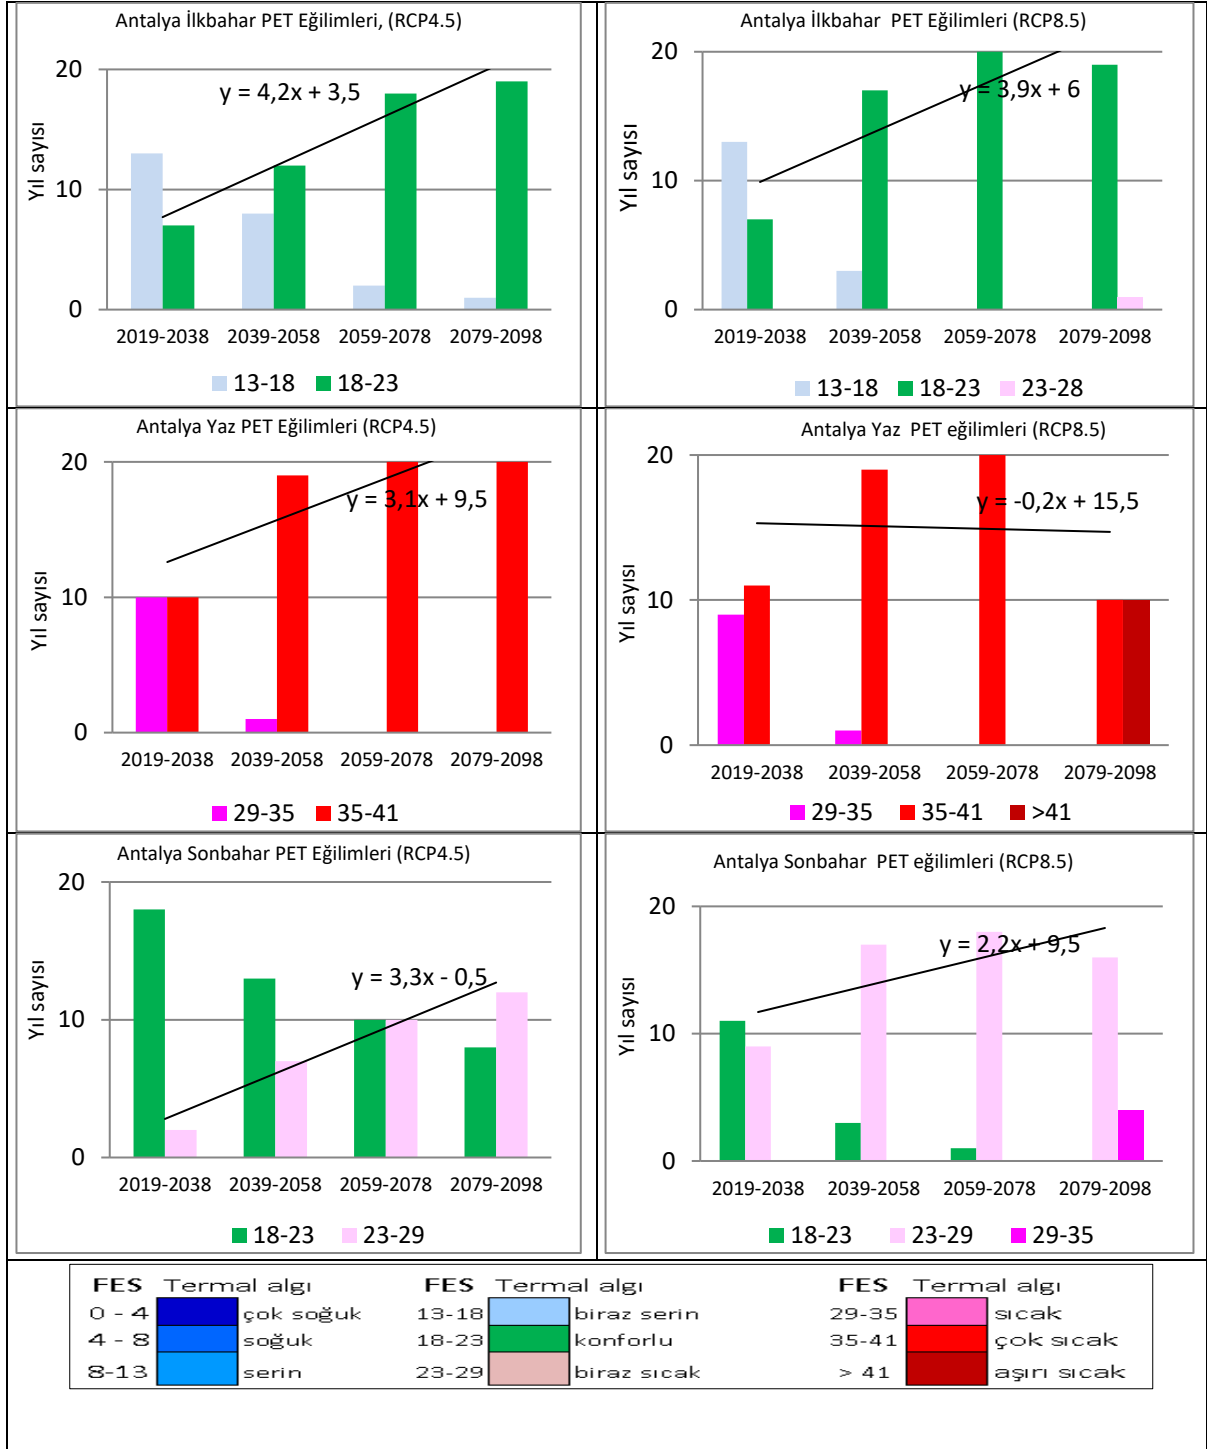 Antalya İlkbahar PET Eğilimleri, (RCP4.5)
Yıl sayısı
20
10
0
y = 4,2x + 3,5
2019-2038 2039-2058 2059-2078 2079-2098
13-18 18-23
Antalya İlkbahar PET Eğilimleri (RCP8.5)
Yıl sayısı
20
10
0
y = 3,9x + 6
2019-2038 2039-2058 2059-2078 2079-2098
13-18 18-23 23-28
Antalya Yaz PET Eğilimleri (RCP4.5)
Yıl sayısı
20
10
0
y = 3,1x + 9,5
2019-2038 2039-2058 2059-2078 2079-2098
29-35 35-41
Antalya Yaz PET eğilimleri (RCP8.5)
Yıl sayısı
20
10
0
y = -0,2x + 15,5
2019-2038 2039-2058 2059-2078 2079-2098
29-35 35-41 >41
Antalya Sonbahar PET Eğilimleri (RCP4.5)
Yıl sayısı
20
10
0
y = 3,3x - 0,5
2019-2038 2039-2058 2059-2078 2079-2098
18-23 23-29
Antalya Sonbahar PET eğilimleri (RCP8.5)
Yıl sayısı
20
10
0
y = 2,2x + 9,5
2019-2038 2039-2058 2059-2078 2079-2098
18-23 23-29 29-35
FES Termal algı FES Termal algı FES Termal algı
0 - 4 çok soğuk 13-18 biraz serin 29-35 sıcak
4 - 8 soğuk 18-23 konforlu 35-41 çok sıcak
8-13 serin 23-29 biraz sıcak > 41 aşırı sıcak